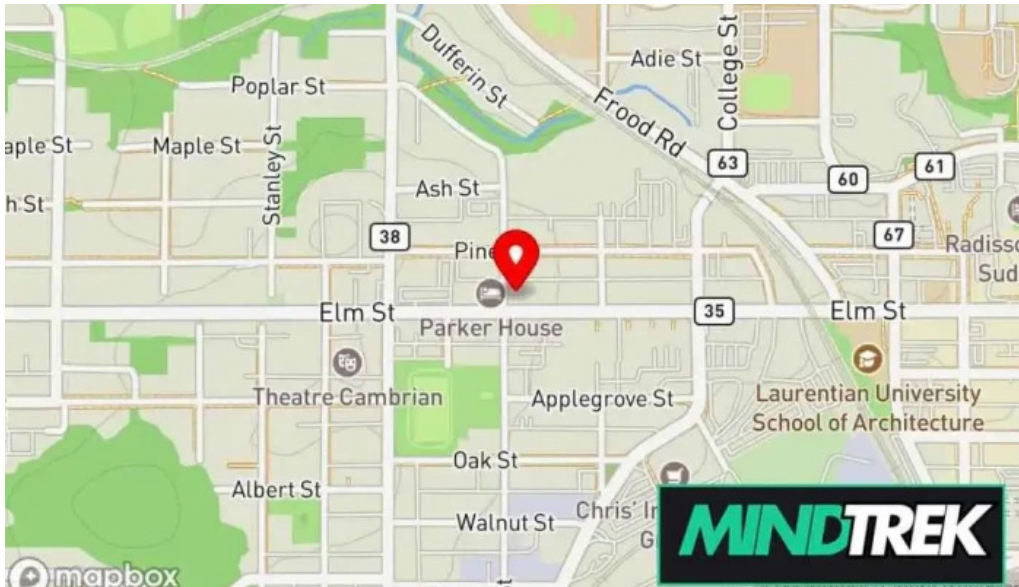 Dufferin St
College St
Adie St
Poplar St
Frood Rd
aple St
Maple St
Stanley St
63
61
60
Ash St
h St
38
67
Pine
Radisso
Sud
Elm St
35
Elm St
Parker House
Theatre Cambrian
Applegrove St
Laurentian University
School of Architecture
Oak St
Albert St
Chris' In
G
Walnut St
MINDTREK
mapbox